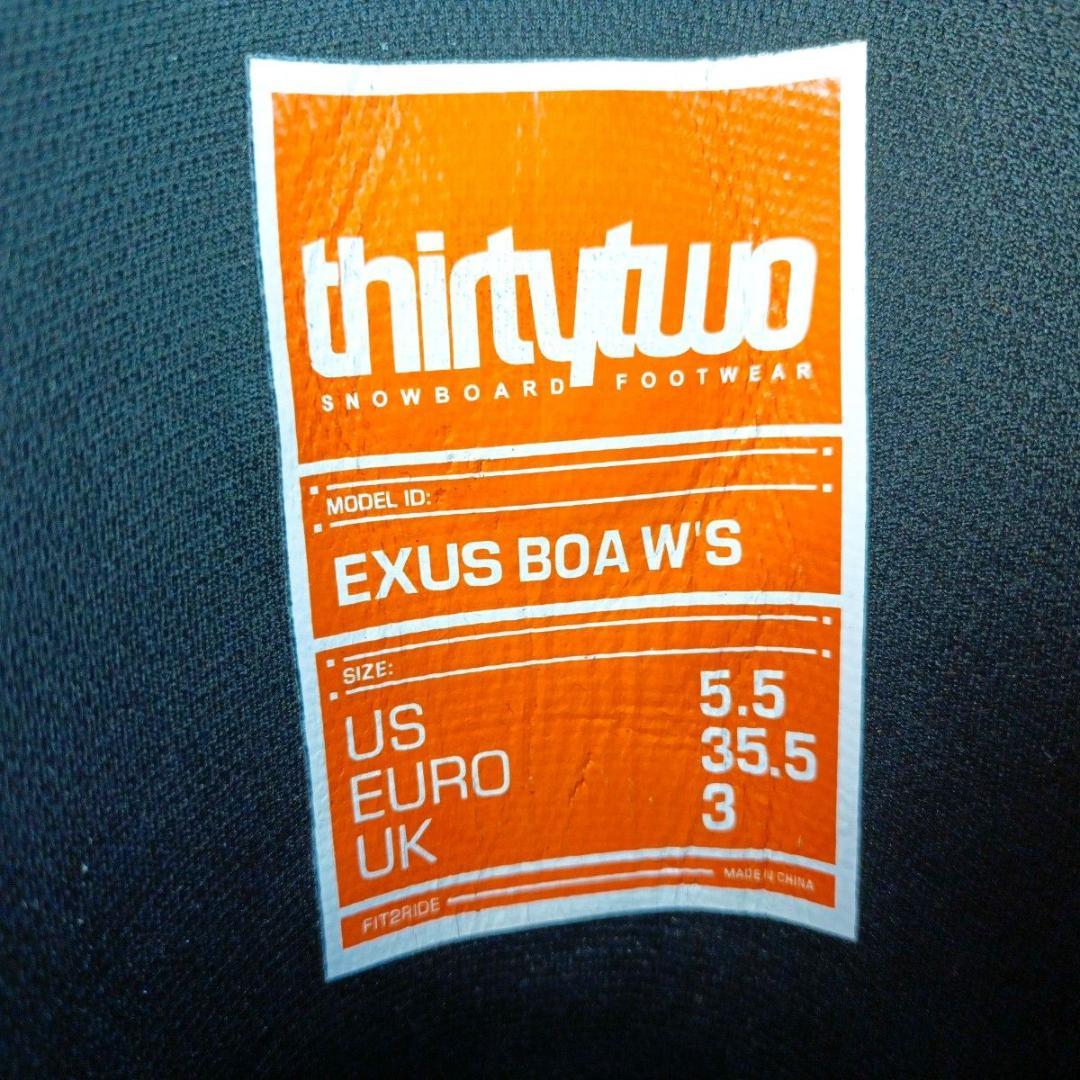 thirtytwo
SNOWBOARD FOOTWEAR
MODEL ID:
EXUS BOA W'S
SIZE:
US 5.5
EURO 35.5
UK 3
FIT2RIDE MADE IN CHINA